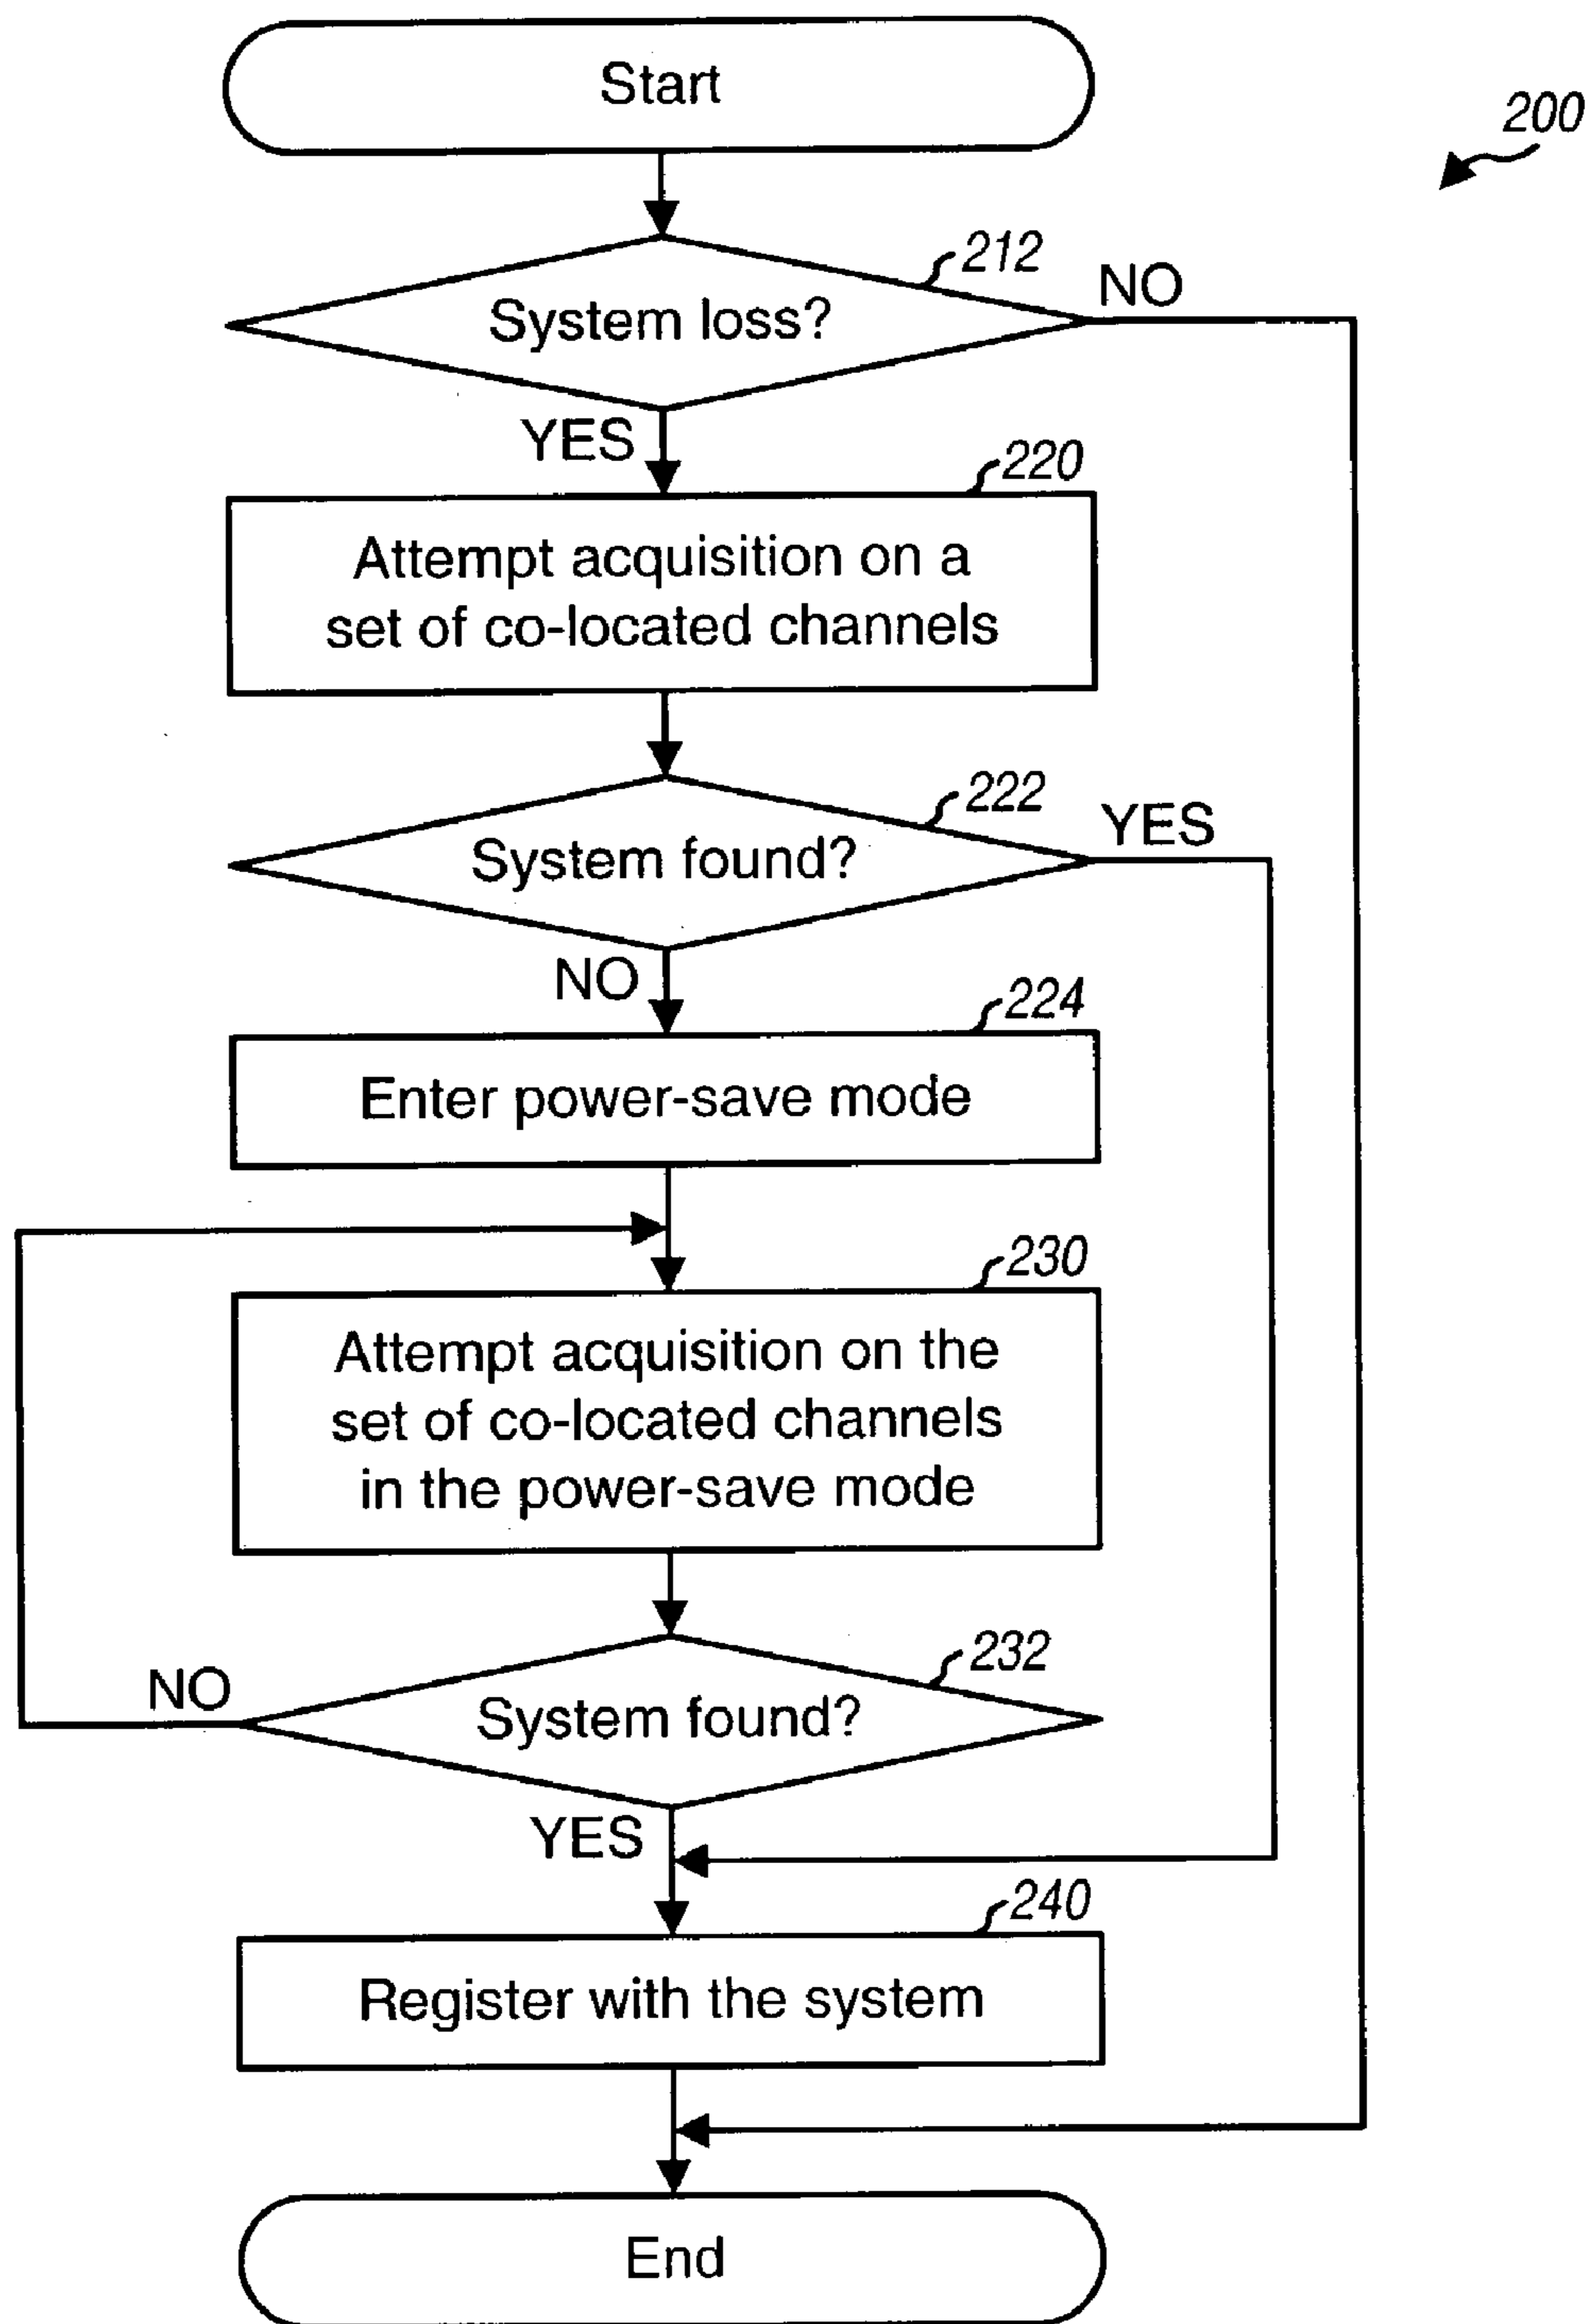 Start
200
212
NO
System loss?
YES
220
Attempt acquisition on a
set of co-located channels
222
YES
System found?
NO
224
Enter power-save mode
230
Attempt acquisition on the
set of co-located channels
in the power-save mode
232
NO
System found?
YES
240
Register with the system
End